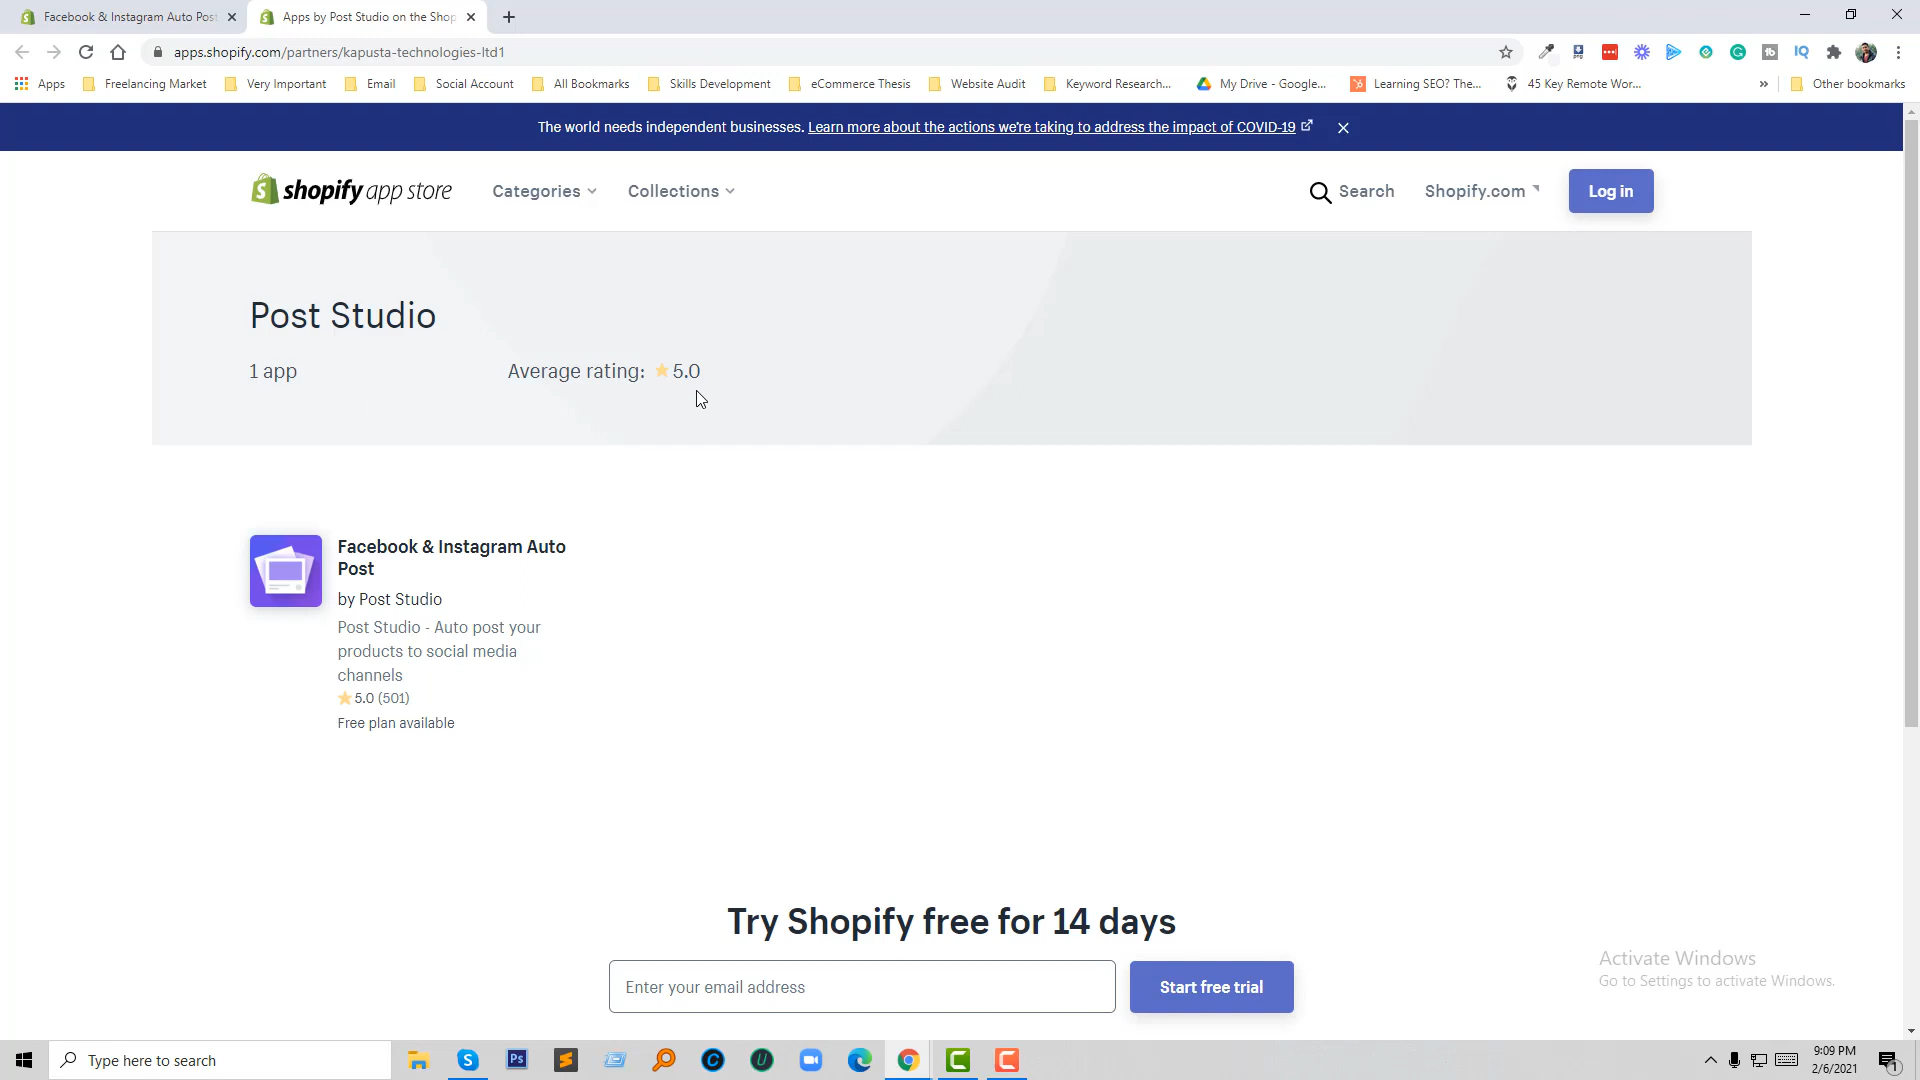 Facebook & Instagram Auto Post
Apps by Post Studio on the Shop
apps.shopify.com/partners/kapusta-technologies-ltd1
Apps
Freelancing Market
Very Important
Email
Social Account
All Bookmarks
Skills Development
eCommerce Thesis
Website Audit
Keyword Research...
My Drive - Google...
Learning SEO? The...
45 Key Remote Wor...
»
Other bookmarks
The world needs independent businesses. Learn more about the actions we're taking to address the impact of COVID-19
shopify app store
Categories
Collections
Search
Shopify.com
Log in
Post Studio
1 app
Average rating: 5.0
Facebook & Instagram Auto
Post
by Post Studio
Post Studio - Auto post your
products to social media
channels
5.0 (501)
Free plan available
Try Shopify free for 14 days
Enter your email address
Start free trial
Activate Windows
Go to Settings to activate Windows.
Type here to search
9:09 PM
2/6/2021